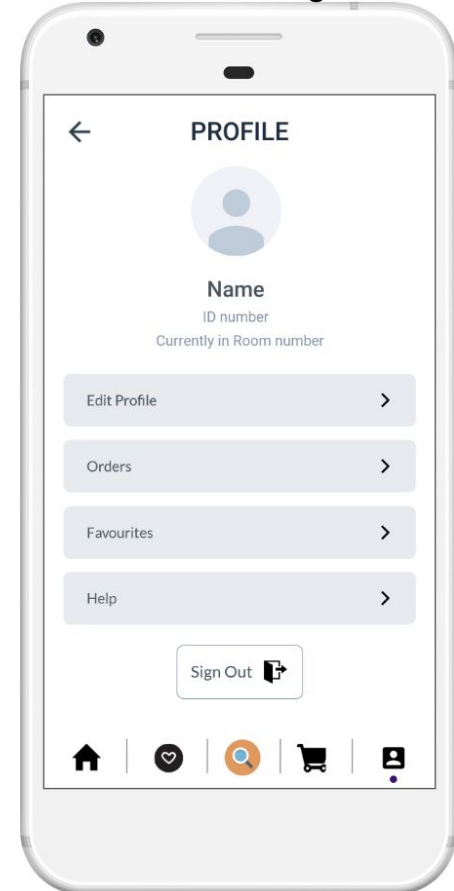 PROFILE
Name
ID number
Currently in Room number
Edit Profile
Orders
Favourites
Help
Sign Out